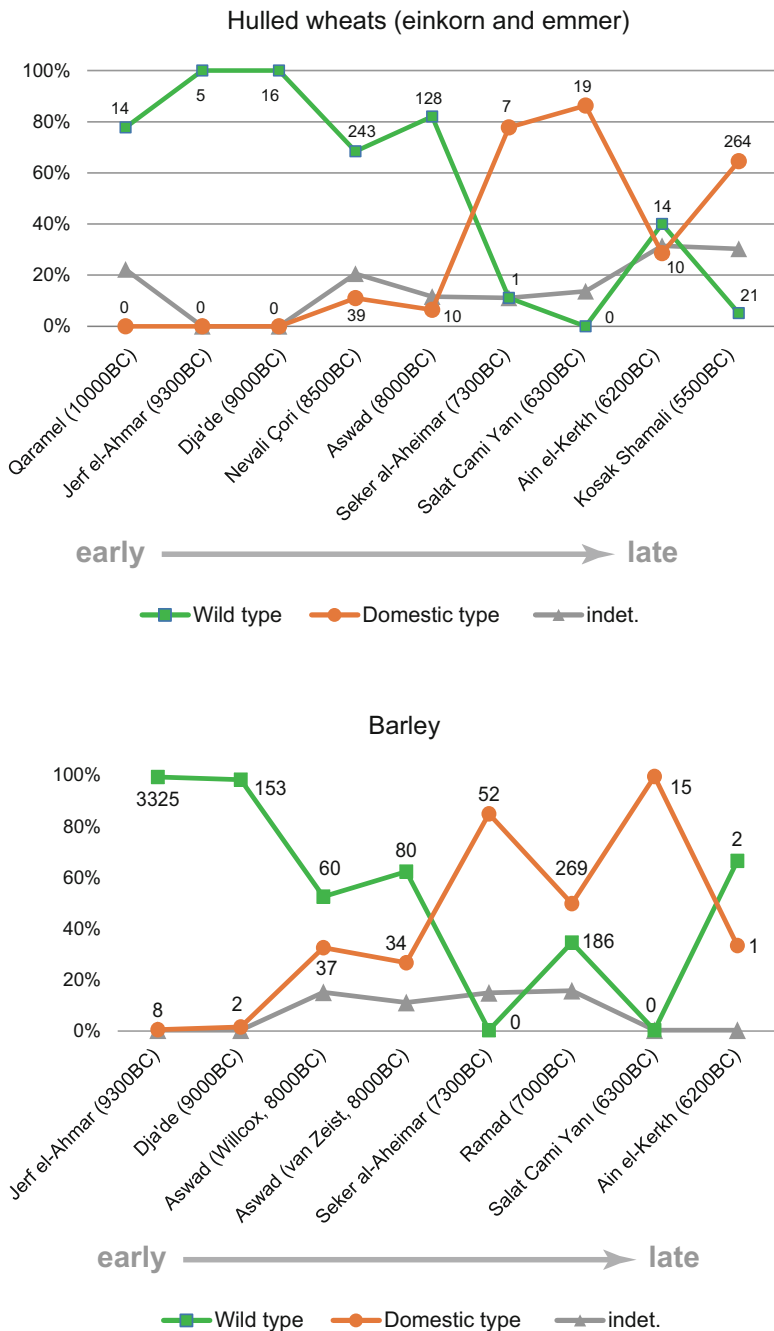 Hulled wheats (einkorn and emmer)
100%
80%
60%
40%
20%
0%
14
5
16
243
128
7
19
14
264
0
0
0
39
10
1
0
10
21
Qaramel (10000BC)
Jerf el-Ahmar (9300BC)
Dja'de (9000BC)
Nevali Çori (8500BC)
Aswad (8000BC)
Seker al-Aheimar (7300BC)
Salat Cami Yanı (6300BC)
Ain el-Kerkh (6200BC)
Kosak Shamali (5500BC)
early late
Wild type Domestic type indet.
Barley
100%
80%
60%
40%
20%
0%
3325
153
60
80
52
269
15
2
8
2
37
34
0
186
0
1
Jerf el-Ahmar (9300BC)
Dja'de (9000BC)
Aswad (Willcox, 8000BC)
Aswad (van Zeist, 8000BC)
Seker al-Aheimar (7300BC)
Ramad (7000BC)
Salat Cami Yanı (6300BC)
Ain el-Kerkh (6200BC)
early late
Wild type Domestic type indet.